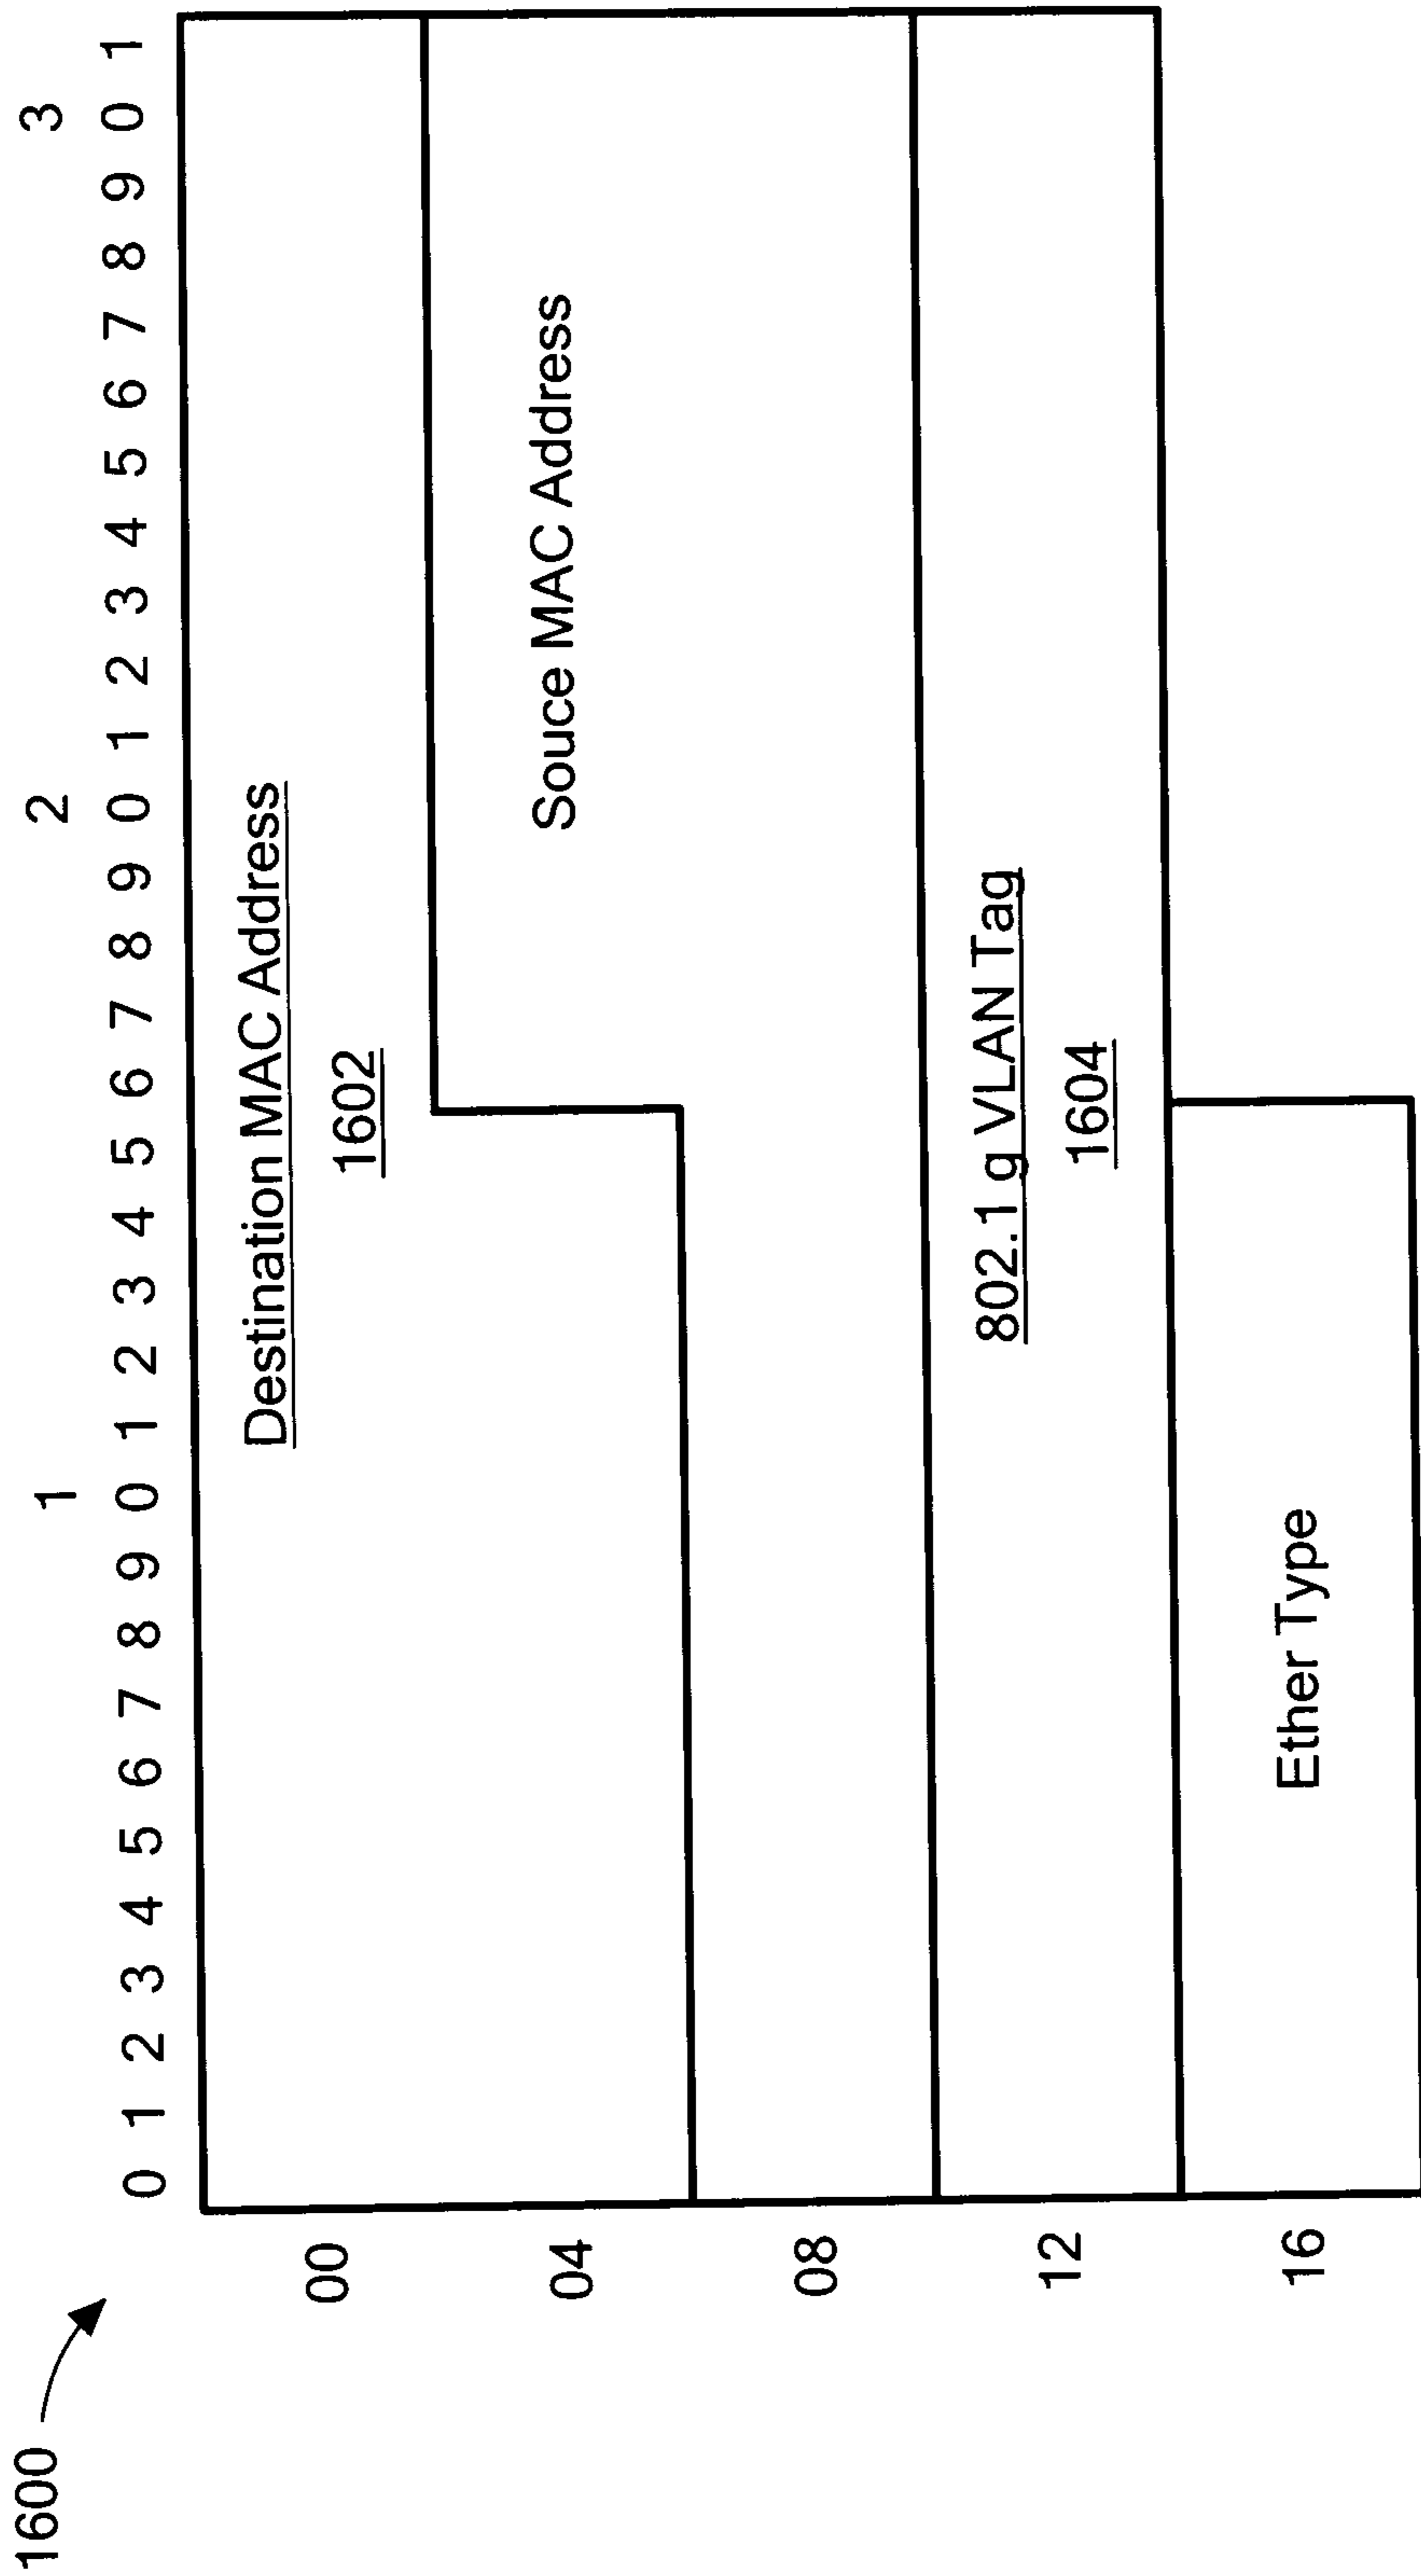 1600
1 2 3
0 1 2 3 4 5 6 7 8 9 0 1 2 3 4 5 6 7 8 9 0 1 2 3 4 5 6 7 8 9 0 1
00
Destination MAC Address
1602
04
Souce MAC Address
08
12
802.1 q VLAN Tag
1604
16
Ether Type